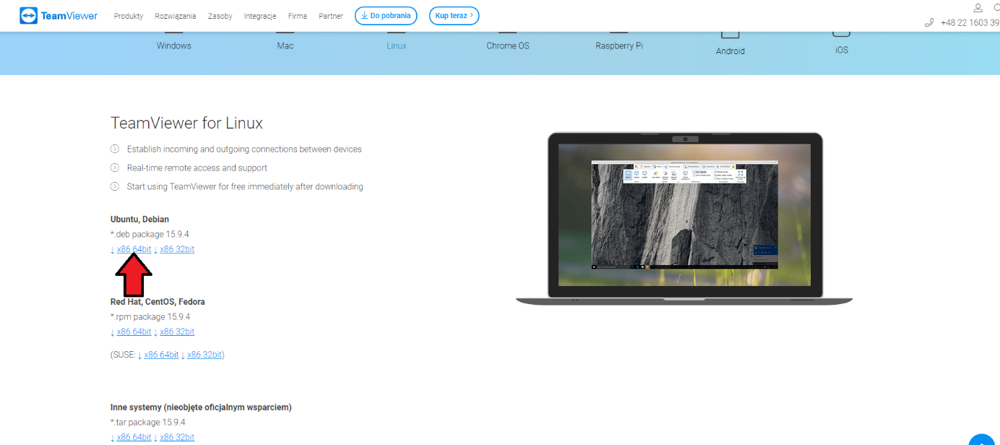 TeamViewer Produkty Rozwiązania Zasoby Integracje Firma Partner Do pobrania Kup teraz
+48 22 1603 39
Windows Mac Linux Chrome OS Raspberry Pi Android iOS
TeamViewer for Linux
Establish incoming and outgoing connections between devices
Real-time remote access and support
Start using TeamViewer for free immediately after downloading
Ubuntu, Debian
*.deb package 15.9.4
↓ x86 64bit ↓ x86 32bit
Red Hat, CentOS, Fedora
*.rpm package 15.9.4
↓ x86 64bit ↓ x86 32bit
(SUSE: ↓ x86 64bit ↓ x86 32bit)
Inne systemy (nieobjęte oficjalnym wsparciem)
*.tar package 15.9.4
↓ x86 64bit ↓ x86 32bit